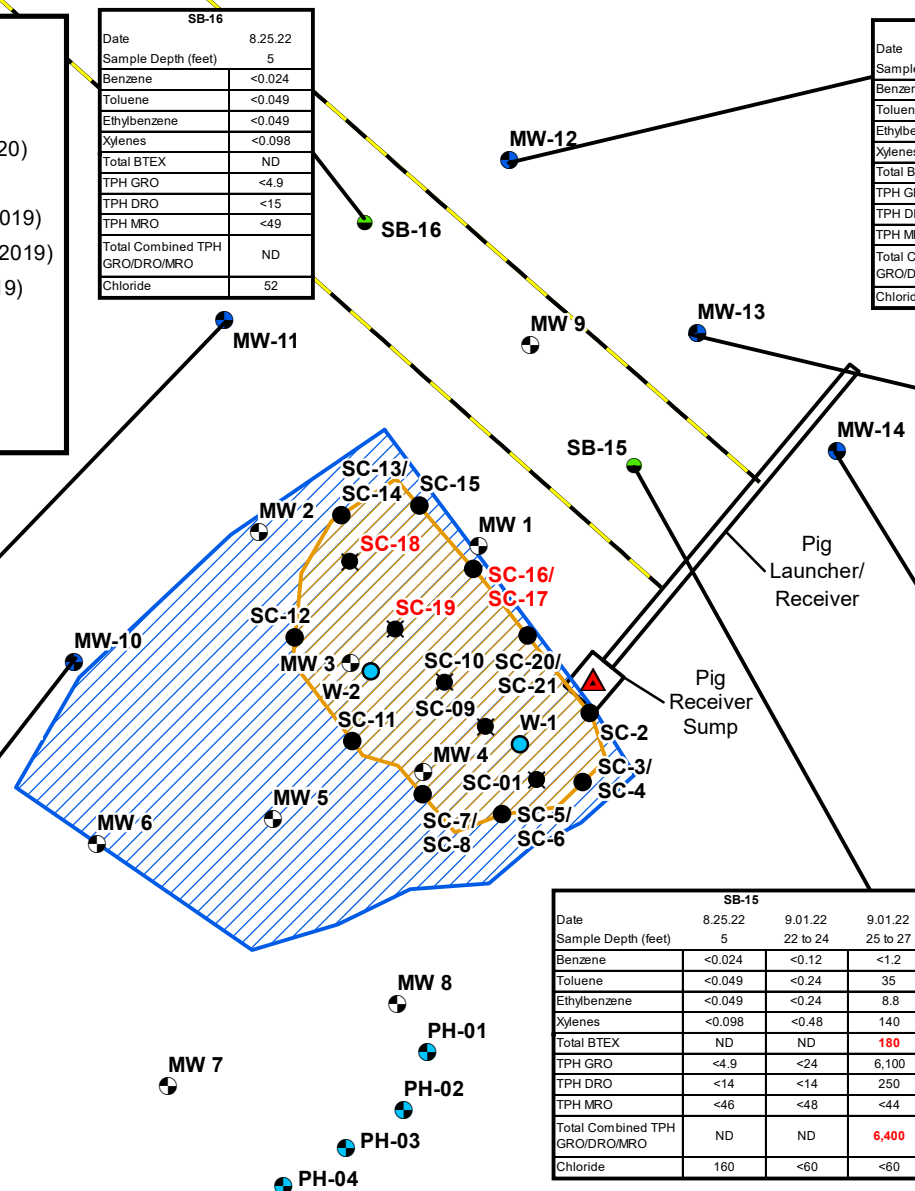 SB-16
Date 8.25.22
Sample Depth (feet) 5
Benzene <0.024
Toluene <0.049
Ethylbenzene <0.049
Xylenes <0.098
Total BTEX ND
TPH GRO <4.9
TPH DRO <15
TPH MRO <49
Total Combined TPH
GRO/DRO/MRO ND
Chloride 52
20)
019)
2019)
19)
Date
Sample
Benzen
Toluen
Ethylbe
Xylenes
Total B
TPH GR
TPH DR
TPH MR
Total C
GRO/D
Chlorid
MW-12
SB-16
MW-11
MW 9
MW-13
MW-14
SB-15
SC-13/
SC-14
SC-15
MW 2
MW 1
SC-18
SC-16/
SC-17
Pig
Launcher/
Receiver
SC-19
SC-12
MW-10
MW 3
W-2
SC-10
SC-20/
SC-21
Pig
Receiver
Sump
SC-09
W-1
SC-2
SC-11
MW 4
SC-01
SC-3/
SC-4
MW 5
MW 6
SC-7/
SC-8
SC-5/
SC-6
SB-15
Date 8.25.22 9.01.22 9.01.22
Sample Depth (feet) 5 22 to 24 25 to 27
Benzene <0.024 <0.12 <1.2
Toluene <0.049 <0.24 35
Ethylbenzene <0.049 <0.24 8.8
Xylenes <0.098 <0.48 140
Total BTEX ND ND 180
TPH GRO <4.9 <24 6,100
TPH DRO <14 <14 250
TPH MRO <46 <48 <44
Total Combined TPH
GRO/DRO/MRO ND ND 6,400
Chloride 160 <60 <60
MW 8
PH-01
MW 7
PH-02
PH-03
PH-04